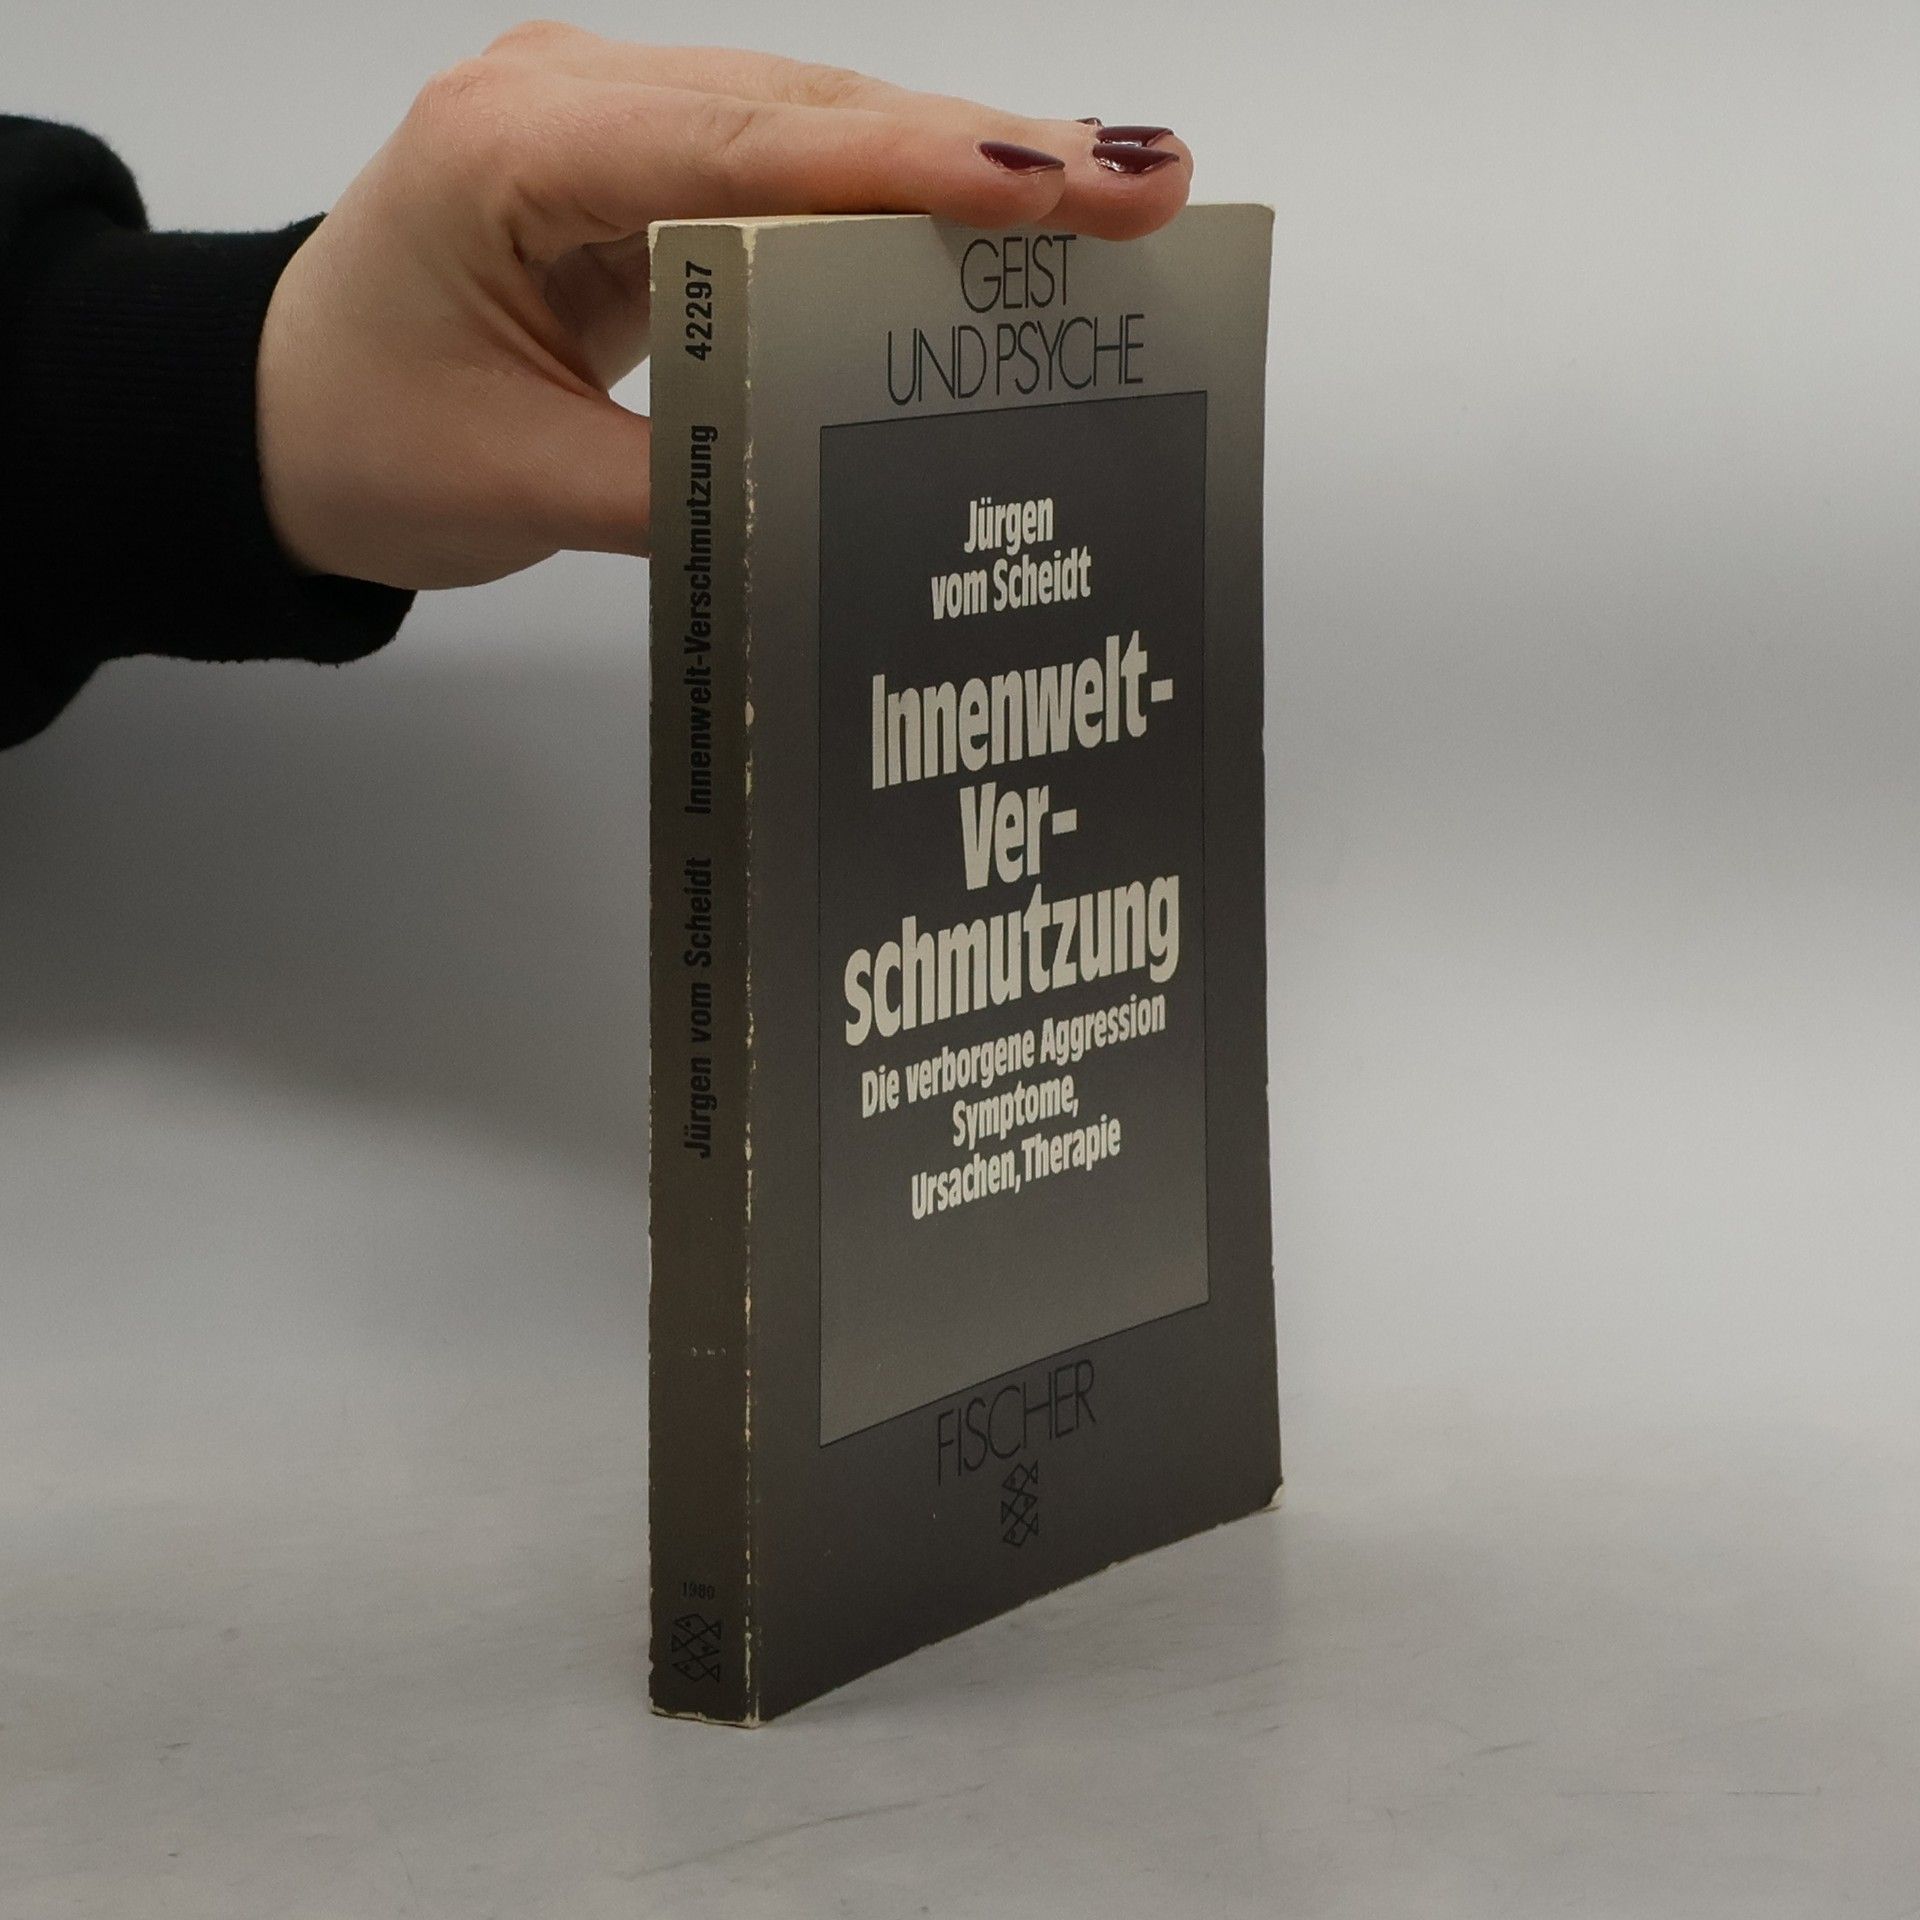 Jürgen vom Scheidt Innenwelt-Verschmutzung 42297
1980
GEIST
UND PSYCHE
Jürgen
vom Scheidt
Innenwelt-
Ver-
schmutzung
Die verborgene Aggression
Symptome,
Ursachen, Therapie
FISCHER